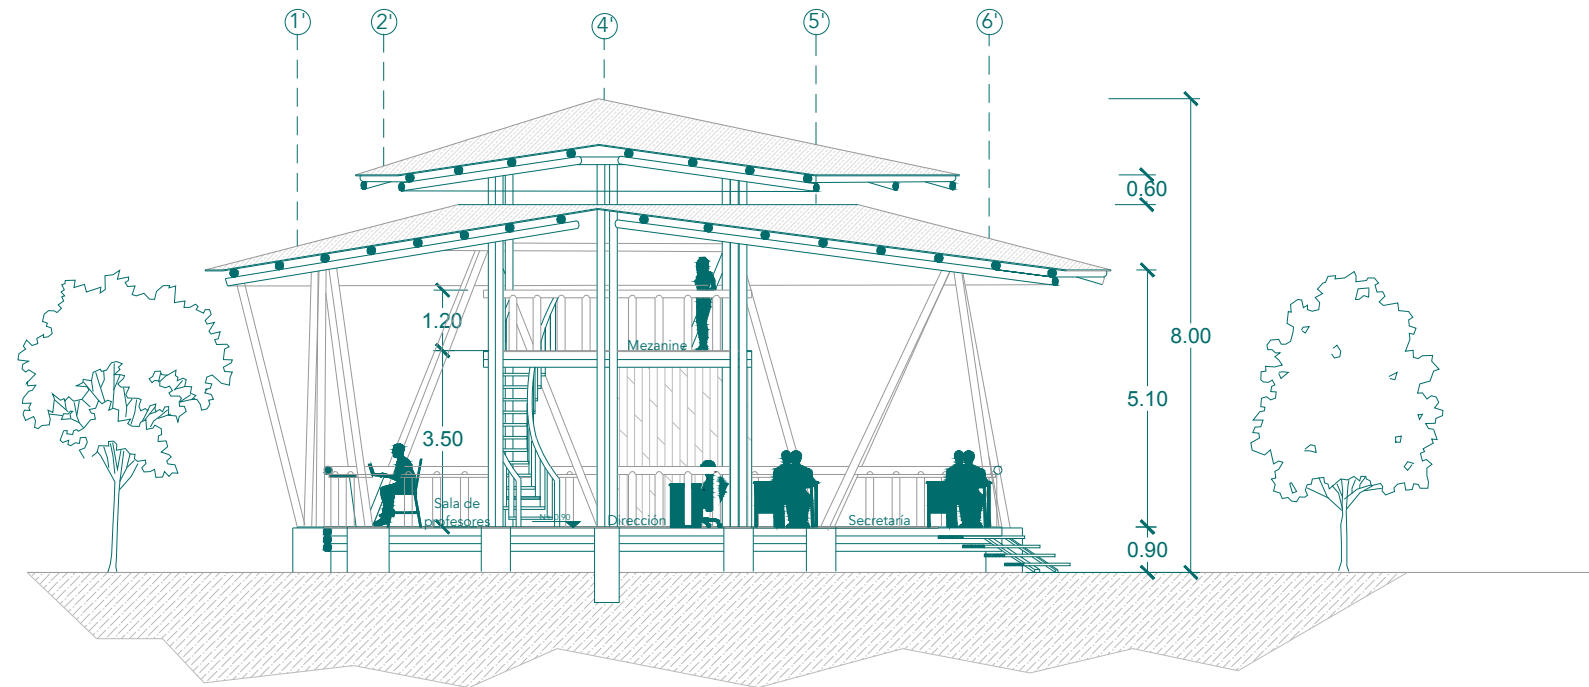 1' 2' 4' 5' 6'
0.60
1.20
8.00
Mezanine
5.10
3.50
Sala de
profesores
Dirección
Secretaría
0.90